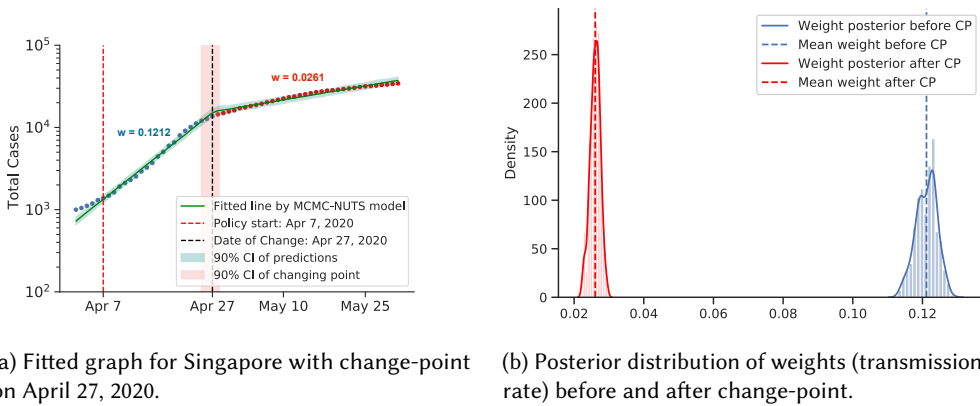 10^5
10^4
10^3
10^2
Total Cases
w = 0.1212
w = 0.0261
Fitted line by MCMC-NUTS model
Policy start: Apr 7, 2020
Date of Change: Apr 27, 2020
90% CI of predictions
90% CI of changing point
Apr 7
Apr 27
May 10
May 25
a) Fitted graph for Singapore with change-point
on April 27, 2020.
Weight posterior before CP
Mean weight before CP
Weight posterior after CP
Mean weight after CP
250
200
150
100
50
0
Density
0.02
0.04
0.06
0.08
0.10
0.12
(b) Posterior distribution of weights (transmission
rate) before and after change-point.